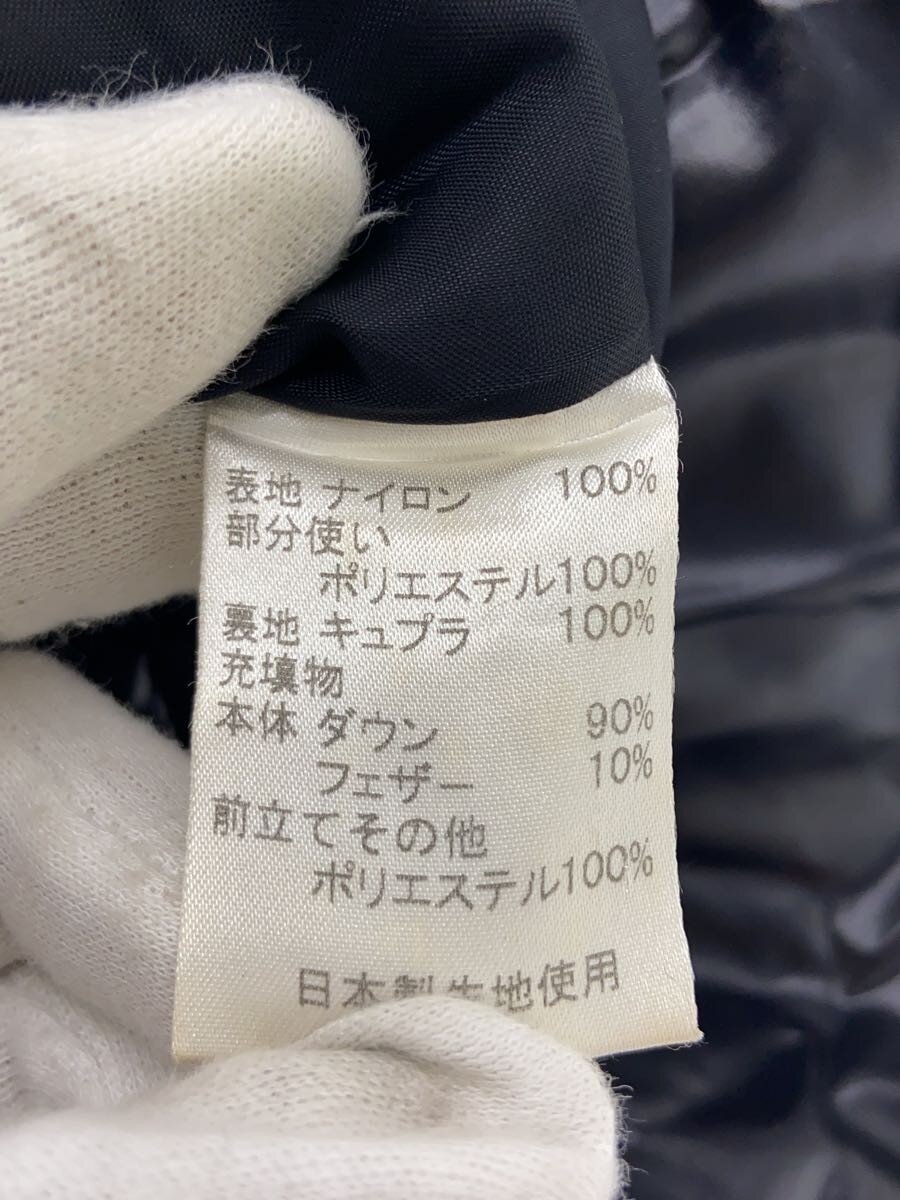 表地 ナイロン 100%
部分使い
ポリエステル100%
裏地 キュプラ 100%
充填物
本体 ダウン 90%
フェザー 10%
前立てその他
ポリエステル100%
日本製生地使用